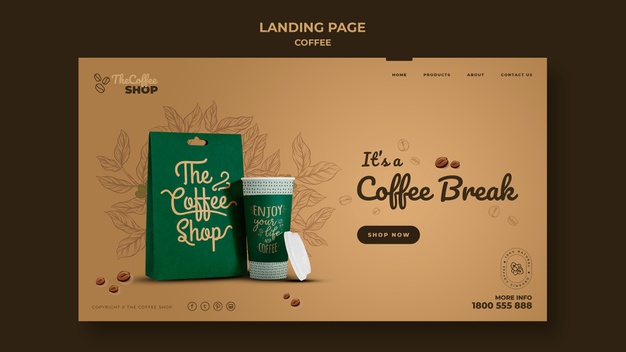 LANDING PAGE
COFFEE
TheCoffee
SHOP
HOME
PRODUCTS
ABOUT
CONTACT US
The
Coffee
Shop
ENJOY
your
life
COFFEE
It's a
Coffee Break
SHOP NOW
COPYRIGHT © THE COFFEE SHOP
MORE INFO
1800 555 888